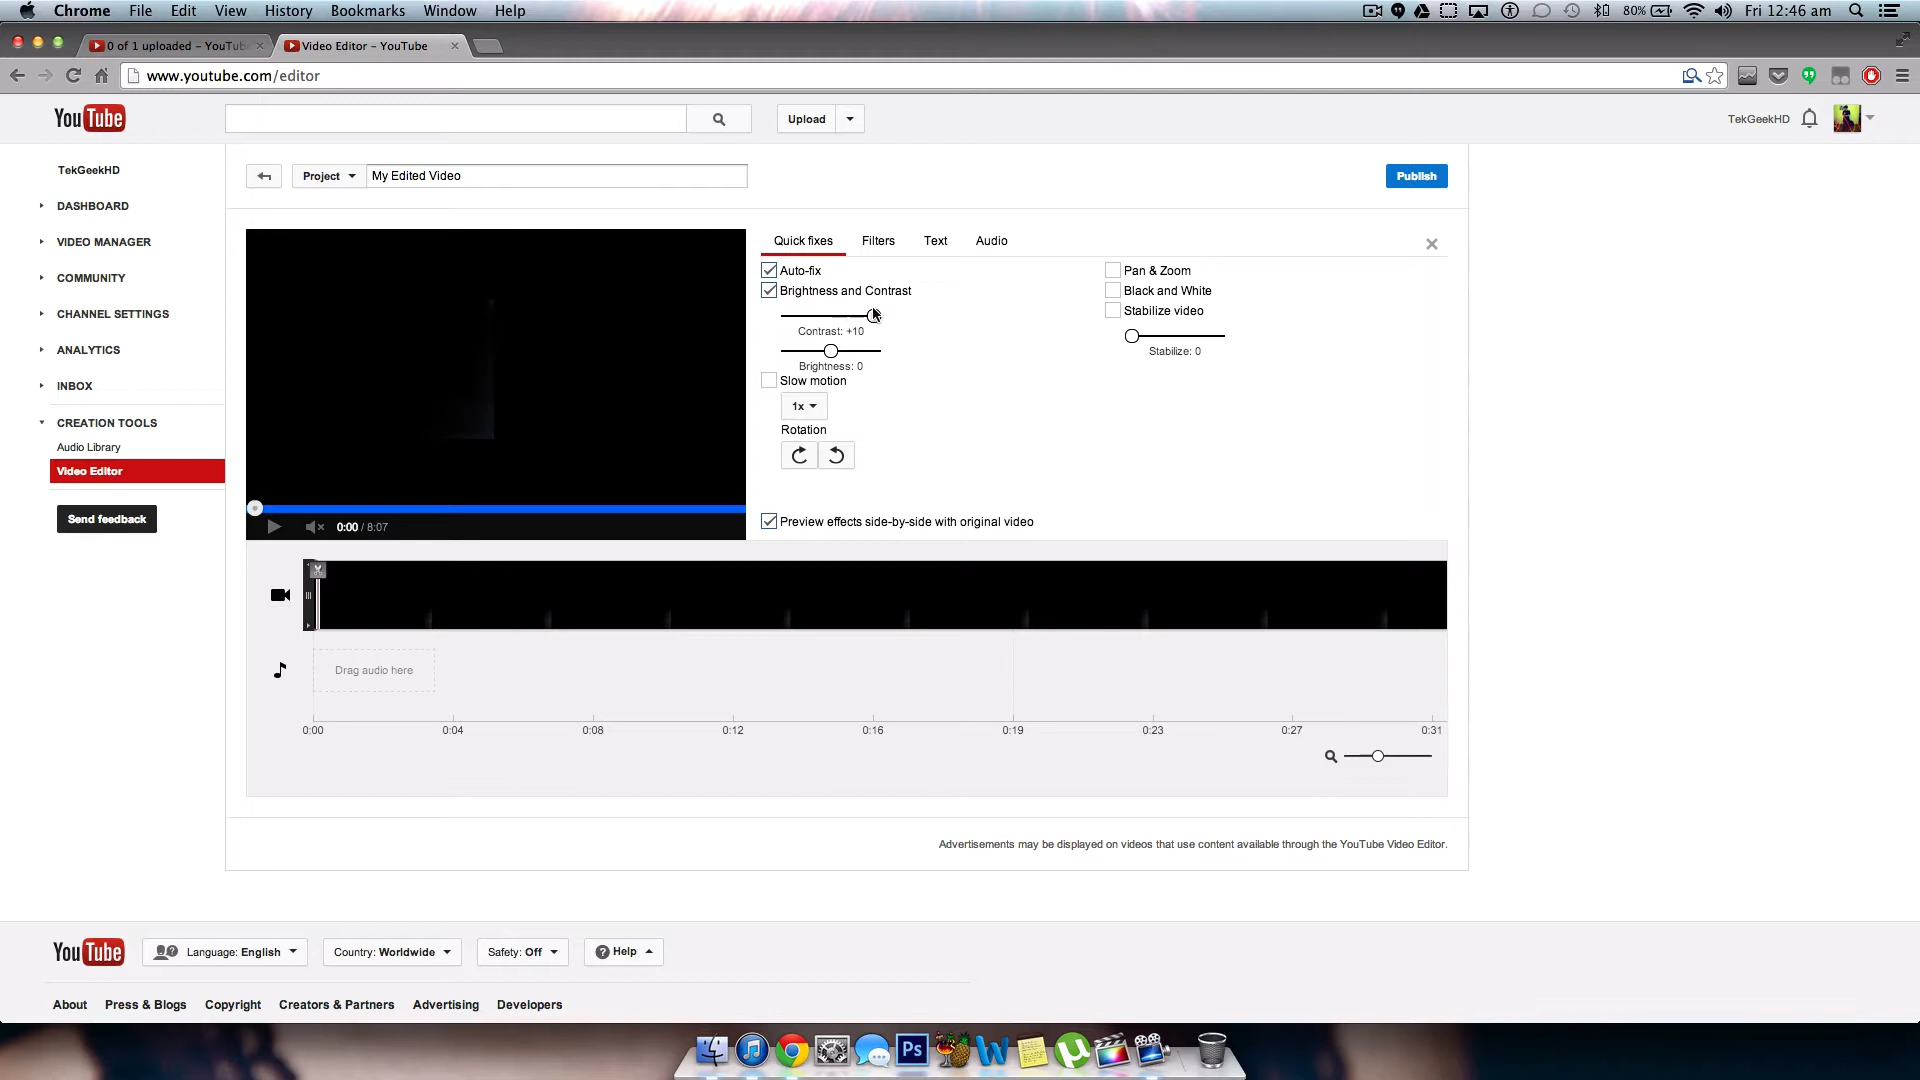 Chrome File Edit View History Bookmarks Window Help
80% Fri 12:46 am
0 of 1 uploaded – YouTube
Video Editor – YouTube
www.youtube.com/editor
YouTube
Upload
TekGeekHD
TekGeekHD
Project
My Edited Video
Publish
DASHBOARD
VIDEO MANAGER
COMMUNITY
CHANNEL SETTINGS
ANALYTICS
INBOX
CREATION TOOLS
Audio Library
Video Editor
Send feedback
Quick fixes Filters Text Audio
Auto-fix
Brightness and Contrast
Contrast: +10
Brightness: 0
Slow motion
1x
Rotation
Pan & Zoom
Black and White
Stabilize video
Stabilize: 0
Preview effects side-by-side with original video
0:00 / 8:07
Drag audio here
0:00 0:04 0:08 0:12 0:16 0:19 0:23 0:27 0:31
Advertisements may be displayed on videos that use content available through the YouTube Video Editor.
YouTube
Language: English
Country: Worldwide
Safety: Off
Help
About Press & Blogs Copyright Creators & Partners Advertising Developers
Ps
W